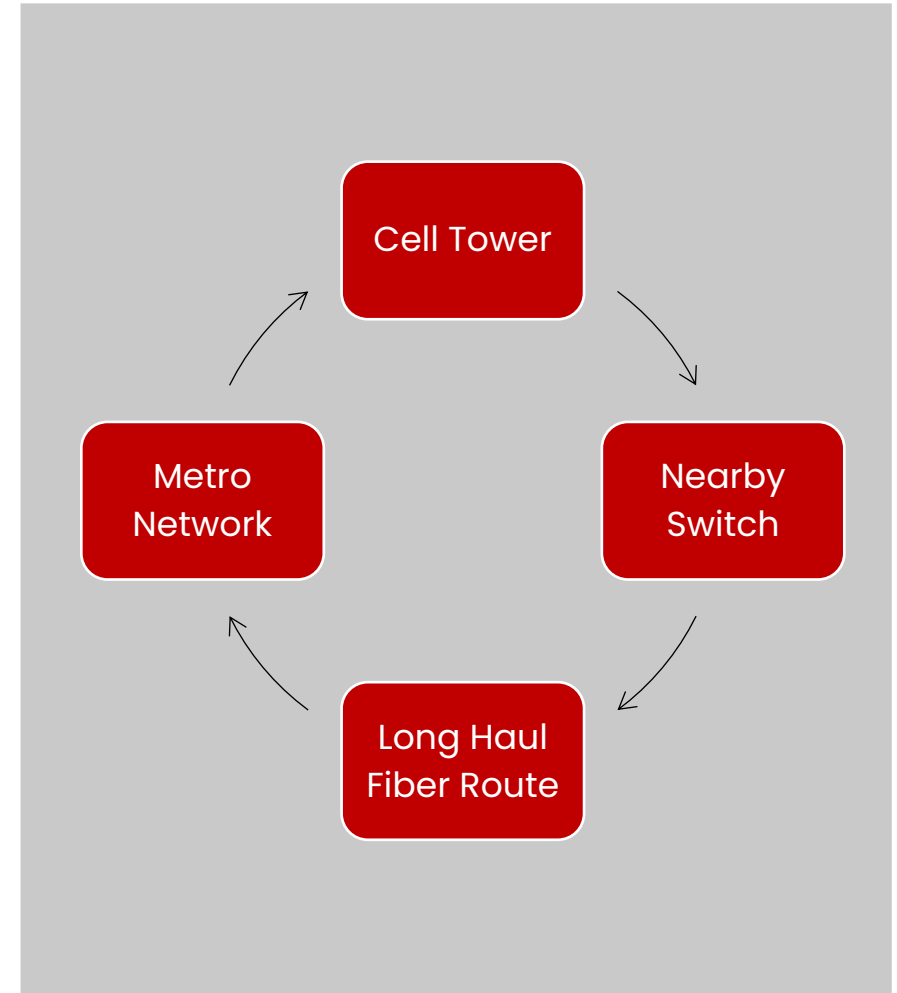 Cell Tower
Nearby
Switch
Long Haul
Fiber Route
Metro
Network